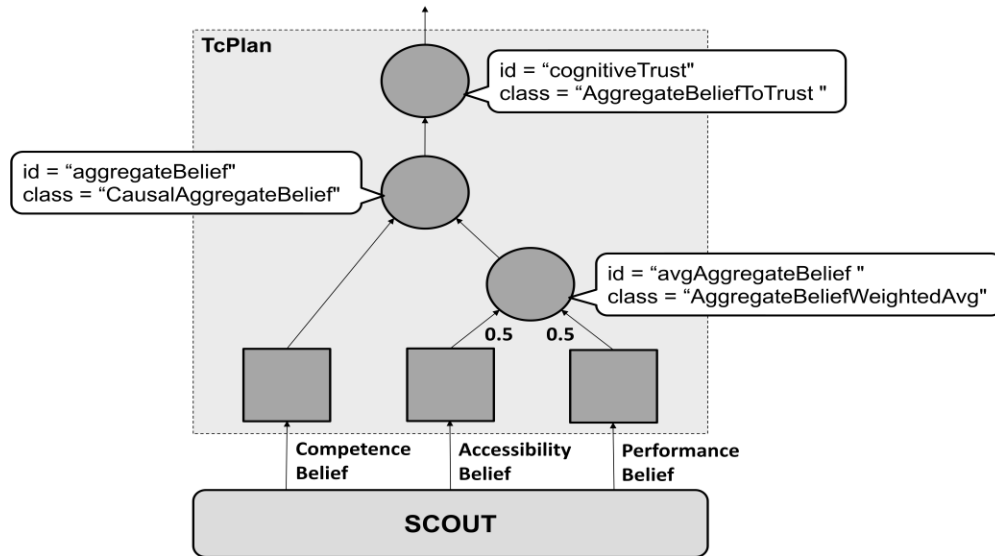 TcPlan
id = “cognitiveTrust"
class = “AggregateBeliefToTrust "
id = “aggregateBelief"
class = “CausalAggregateBelief"
id = “avgAggregateBelief "
class = “AggregateBeliefWeightedAvg"
0.5 0.5
Competence
Belief
Accessibility
Belief
Performance
Belief
SCOUT